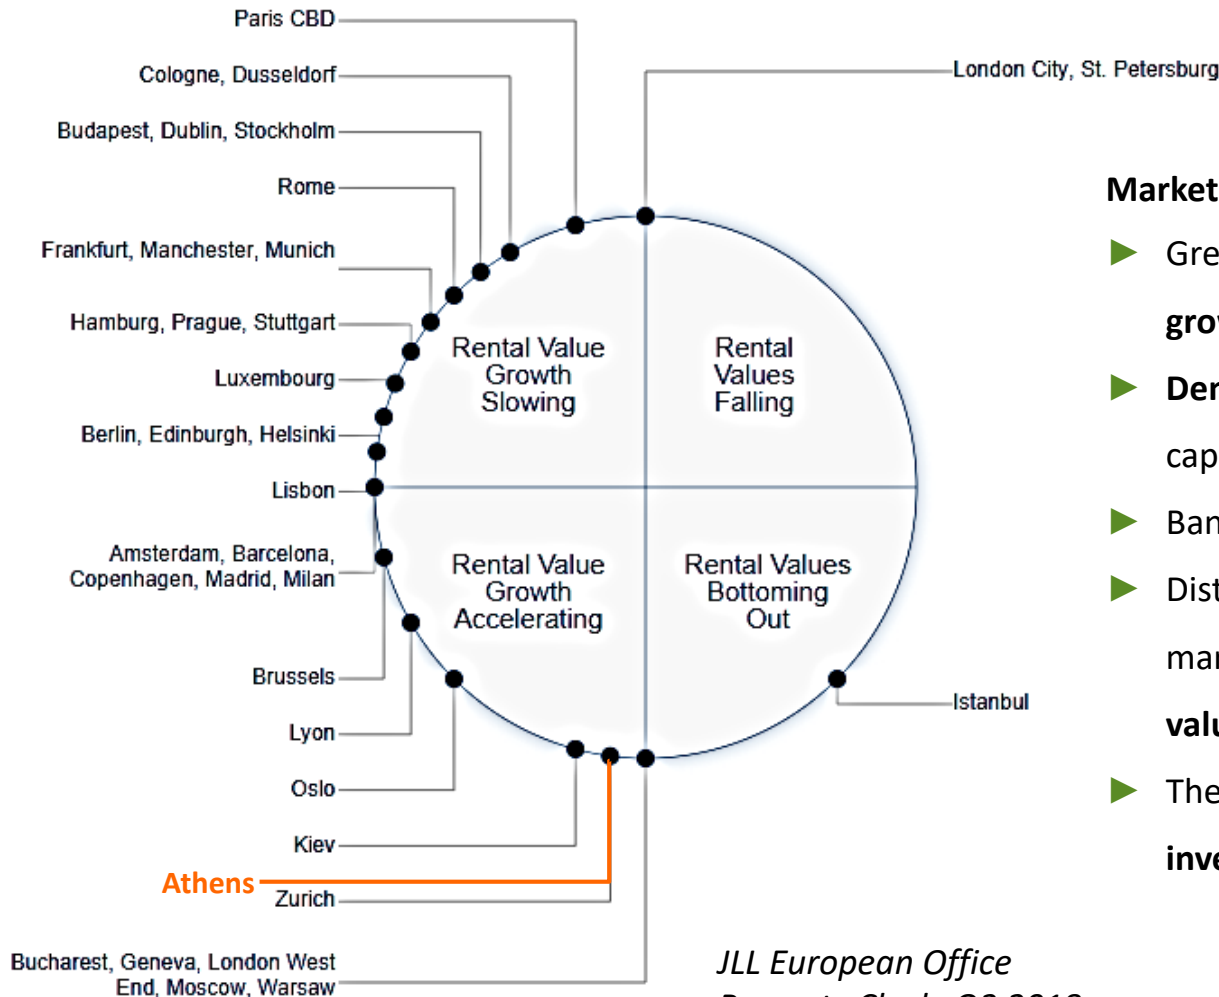 Paris CBD
Cologne, Dusseldorf
Budapest, Dublin, Stockholm
Rome
Frankfurt, Manchester, Munich
Hamburg, Prague, Stuttgart
Luxembourg
Berlin, Edinburgh, Helsinki
Lisbon
Amsterdam, Barcelona,
Copenhagen, Madrid, Milan
Brussels
Lyon
Oslo
Kiev
Athens
Zurich
Bucharest, Geneva, London West
End, Moscow, Warsaw
London City, St. Petersburg
Istanbul
Rental Value
Growth
Slowing
Rental
Values
Falling
Rental Value
Growth
Accelerating
Rental Values
Bottoming
Out
Market
Gre
grow
cap
Ban
Dist
mar
valu
The
inve
JLL European Office